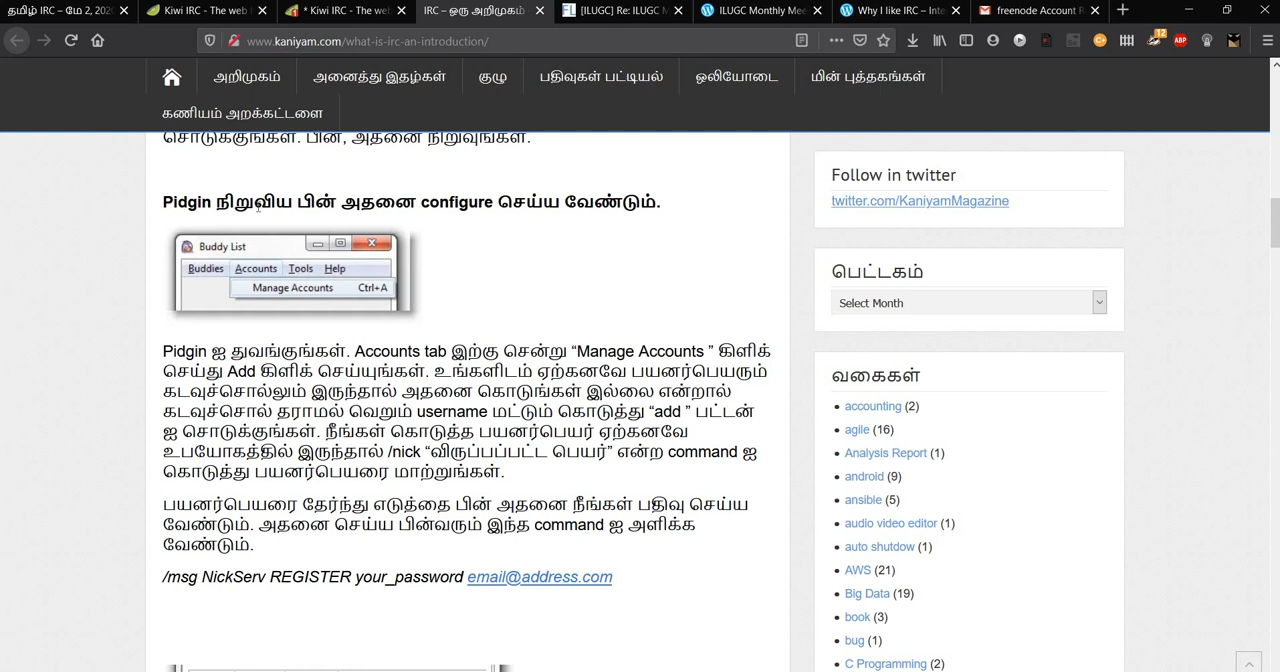 தமிழ் IRC – மே 2, 2020
Kiwi IRC - The web
* Kiwi IRC - The we
IRC – ஒரு அறிமுகம்
[ILUGC] Re: ILUGC M
ILUGC Monthly Mee
Why I like IRC – Inte
freenode Account R
www.kaniyam.com/what-is-irc-an-introduction/
12
ABP
அறிமுகம்
அனைத்து இதழ்கள்
குழு
பதிவுகள் பட்டியல்
ஒலியோடை
மின் புத்தகங்கள்
கணியம் அறக்கட்டளை
சொடுக்குங்கள். பின், அதனை நிறுவுங்கள்.
Pidgin நிறுவிய பின் அதனை configure செய்ய வேண்டும்.
Buddy List
Buddies Accounts Tools Help
Manage Accounts Ctrl+A
Pidgin ஐ துவங்குங்கள். Accounts tab இற்கு சென்று “Manage Accounts ” கிளிக்
செய்து Add கிளிக் செய்யுங்கள். உங்களிடம் ஏற்கனவே பயனர்பெயரும்
கடவுச்சொல்லும் இருந்தால் அதனை கொடுங்கள் இல்லை என்றால்
கடவுச்சொல் தராமல் வெறும் username மட்டும் கொடுத்து “add ” பட்டன்
ஐ சொடுக்குங்கள். நீங்கள் கொடுத்த பயனர்பெயர் ஏற்கனவே
உபயோகத்தில் இருந்தால் /nick “விருப்பப்பட்ட பெயர்” என்ற command ஐ
கொடுத்து பயனர்பெயரை மாற்றுங்கள்.
பயனர்பெயரை தேர்ந்து எடுத்தை பின் அதனை நீங்கள் பதிவு செய்ய
வேண்டும். அதனை செய்ய பின்வரும் இந்த command ஐ அளிக்க
வேண்டும்.
/msg NickServ REGISTER your_password email@address.com
Follow in twitter
twitter.com/KaniyamMagazine
பெட்டகம்
Select Month
வகைகள்
accounting (2)
agile (16)
Analysis Report (1)
android (9)
ansible (5)
audio video editor (1)
auto shutdow (1)
AWS (21)
Big Data (19)
book (3)
bug (1)
C Programming (2)